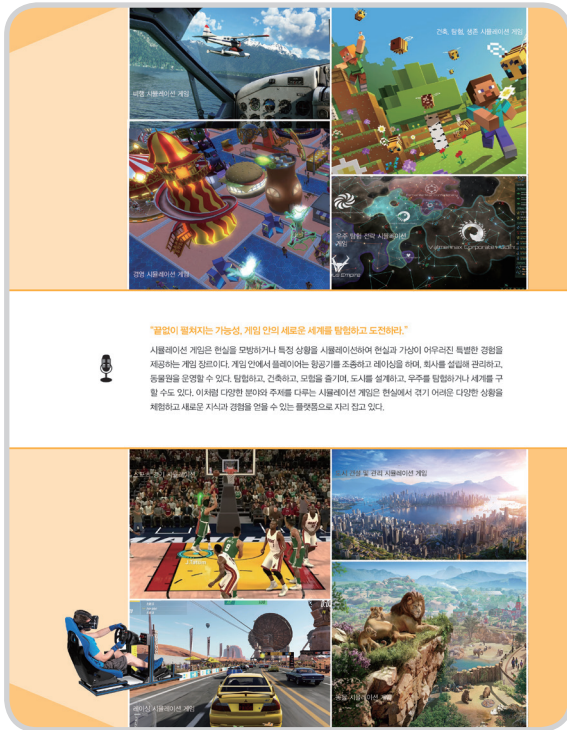 건축, 탐험, 생존 시뮬레이션 게임
비행 시뮬레이션 게임
우주 탐험 전략 시뮬레이션
게임
경영 시뮬레이션 게임
"끝없이 펼쳐지는 가능성, 게임 안의 새로운 세계를 탐험하고 도전하라."
시뮬레이션 게임은 현실을 모방하거나 특정 상황을 시뮬레이션하여 현실과 가상이 어우러진 특별한 경험을
제공하는 게임 장르이다. 게임 안에서 플레이어는 항공기를 조종하고 레이싱을 하며, 회사를 설립해 관리하고,
동물원을 운영할 수 있다. 탐험하고, 건축하고, 모험을 즐기며, 도시를 설계하고, 우주를 탐험하거나 세계를 구
할 수도 있다. 이처럼 다양한 분야와 주제를 다루는 시뮬레이션 게임은 현실에서 겪기 어려운 다양한 상황을
체험하고 새로운 지식과 경험을 얻을 수 있는 플랫폼으로 자리 잡고 있다.
시뮬레이션
도시 건설 및 관리 시뮬레이션 게임
레이싱 시뮬레이션 게임
동물 시뮬레이션 게임